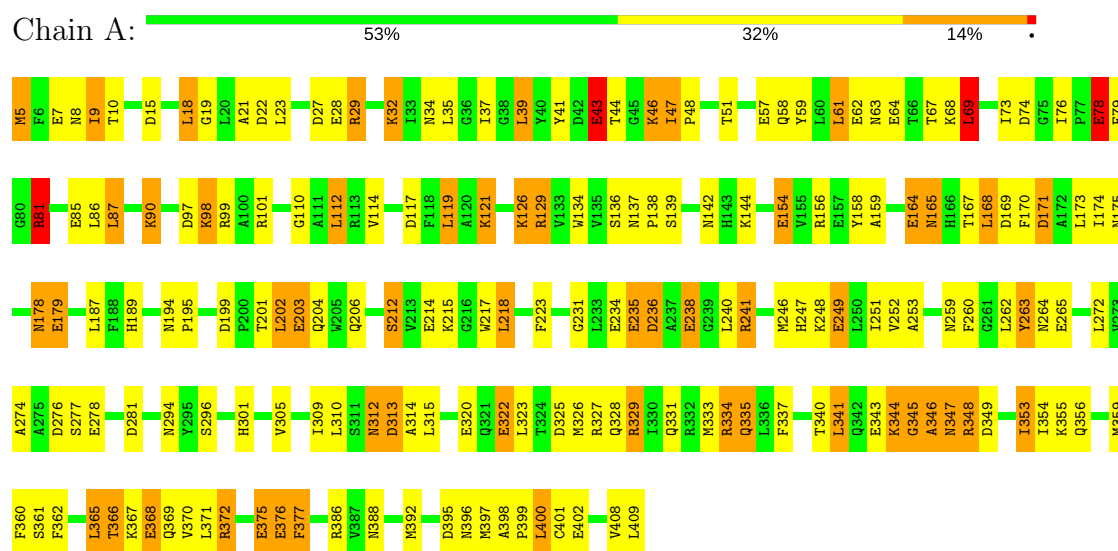 Chain A:
53% 32% 14% •
M5 F6 E7 N8 I9 T10 D15 L18 G19 L20 A21 D22 L23 D27 E28 R29 K32 I33 N34 L35 G36 I37 G38 L39 Y40 Y41 D42 E43 T44 G45 K46 I47 P48 T51 E57 Q58 Y59 L60 L61 E62 N63 E64 T66 T67 K68 L69 I73 D74 G75 I76 P77 E78 F79
G80 R81 E85 L86 L87 K90 D97 K98 R99 A100 R101 G110 A111 L112 R113 V114 D117 F118 L119 A120 K121 K126 R129 V133 W134 V135 S136 N137 P138 S139 N142 H143 K144 E154 V155 R156 E157 Y158 A159 E164 N165 H166 T167 L168 D169 F170 D171 A172 L173 I174 N175
N178 E179 L187 F188 H189 N194 P195 D199 P200 T201 L202 E203 Q204 W205 Q206 S212 V213 E214 K215 G216 W217 L218 F223 G231 L233 E234 E235 D236 A237 E238 G239 L240 R241 M246 H247 K248 E249 L250 I251 V252 A253 N259 F260 G261 L262 Y263 N264 E265 L272
A274 A275 D276 S277 E278 D281 N294 Y295 S296 H301 V305 I309 L310 S311 N312 D313 A314 L315 E320 Q321 E322 L323 T324 D325 M326 R327 Q328 R329 I330 Q331 R332 M333 R334 Q335 L336 F337 T340 L341 Q342 E343 K344 G345 A346 N347 R348 D349 I353 I354 K355 Q356 M359
F360 S361 F362 L365 T366 K367 E368 Q369 V370 L371 R372 E375 E376 F377 R386 V387 N388 M392 D395 N396 M397 A398 P399 L400 C401 E402 V408 L409